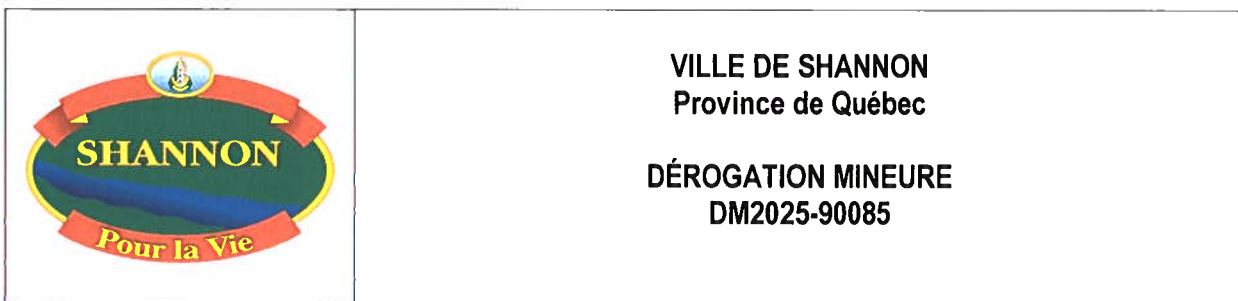 SHANNON
Pour la Vie
VILLE DE SHANNON
Province de Québec
DÉROGATION MINEURE
DM2025-90085